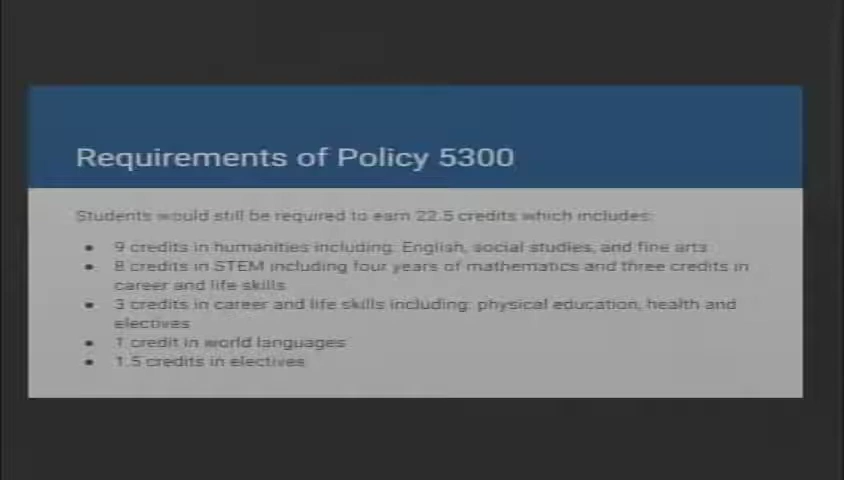 Requirements of Policy 5300
Students would still be required to earn 22.5 credits which includes:
● 9 credits in humanities including: English, social studies, and fine arts
● 8 credits in STEM including four years of mathematics and three credits in
career and life skills
● 3 credits in career and life skills including: physical education, health and
electives
● 1 credit in world languages
● 1.5 credits in electives